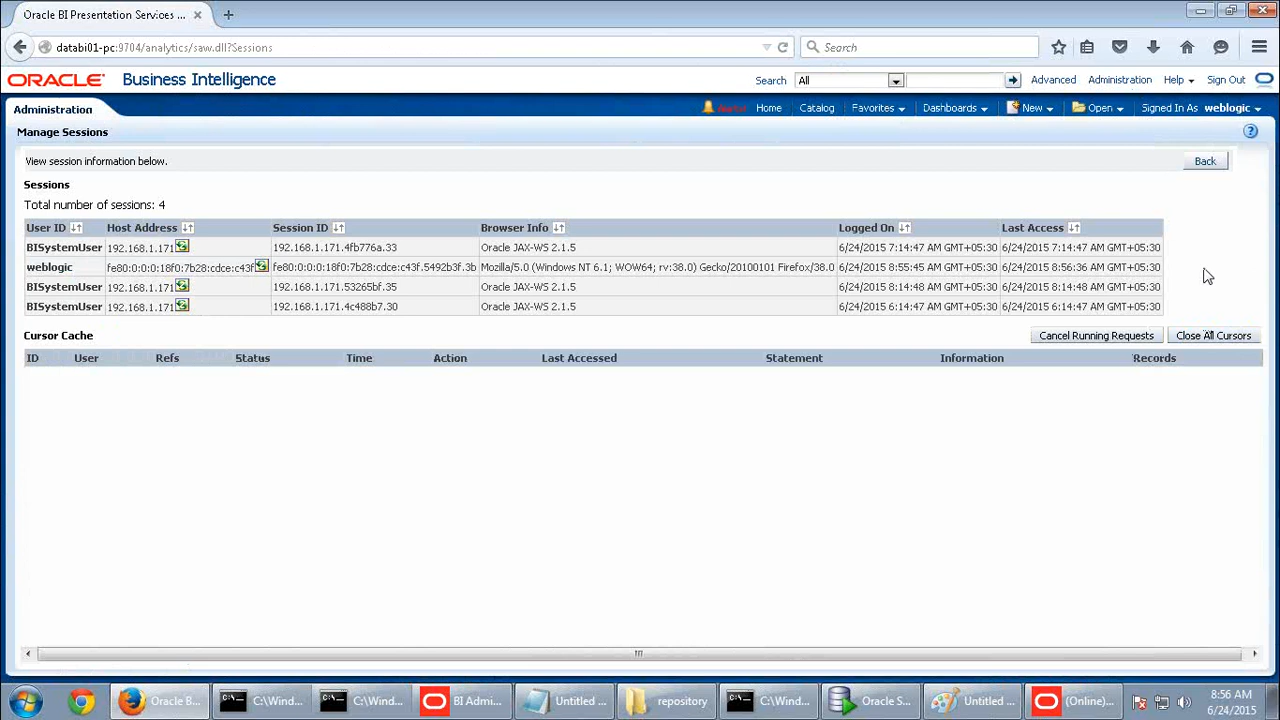 Oracle BI Presentation Services ...
databi01-pc:9704/analytics/saw.dll?Sessions
Search
ORACLE Business Intelligence
Search All Advanced Administration Help Sign Out
Administration
Home Catalog Favorites Dashboards New Open Signed In As weblogic
Manage Sessions
View session information below.
Back
Sessions
Total number of sessions: 4
User ID Host Address Session ID Browser Info Logged On Last Access
BISystemUser 192.168.1.171 192.168.1.171.4fb776a.33 Oracle JAX-WS 2.1.5 6/24/2015 7:14:47 AM GMT+05:30 6/24/2015 7:14:47 AM GMT+05:30
weblogic fe80:0:0:0:18f0:7b28:cdce:c43f fe80:0:0:0:18f0:7b28:cdce:c43f.5492b3f.3b Mozilla/5.0 (Windows NT 6.1; WOW64; rv:38.0) Gecko/20100101 Firefox/38.0 6/24/2015 8:55:45 AM GMT+05:30 6/24/2015 8:56:36 AM GMT+05:30
BISystemUser 192.168.1.171 192.168.1.171.53265bf.35 Oracle JAX-WS 2.1.5 6/24/2015 8:14:48 AM GMT+05:30 6/24/2015 8:14:48 AM GMT+05:30
BISystemUser 192.168.1.171 192.168.1.171.4c488b7.30 Oracle JAX-WS 2.1.5 6/24/2015 6:14:47 AM GMT+05:30 6/24/2015 6:14:47 AM GMT+05:30
Cursor Cache
Cancel Running Requests Close All Cursors
ID User Refs Status Time Action Last Accessed Statement Information Records
Oracle B... C:\Wind... C:\Wind... BI Admi... Untitled ... repository C:\Wind... Oracle S... Untitled ... (Online)...
8:56 AM
6/24/2015